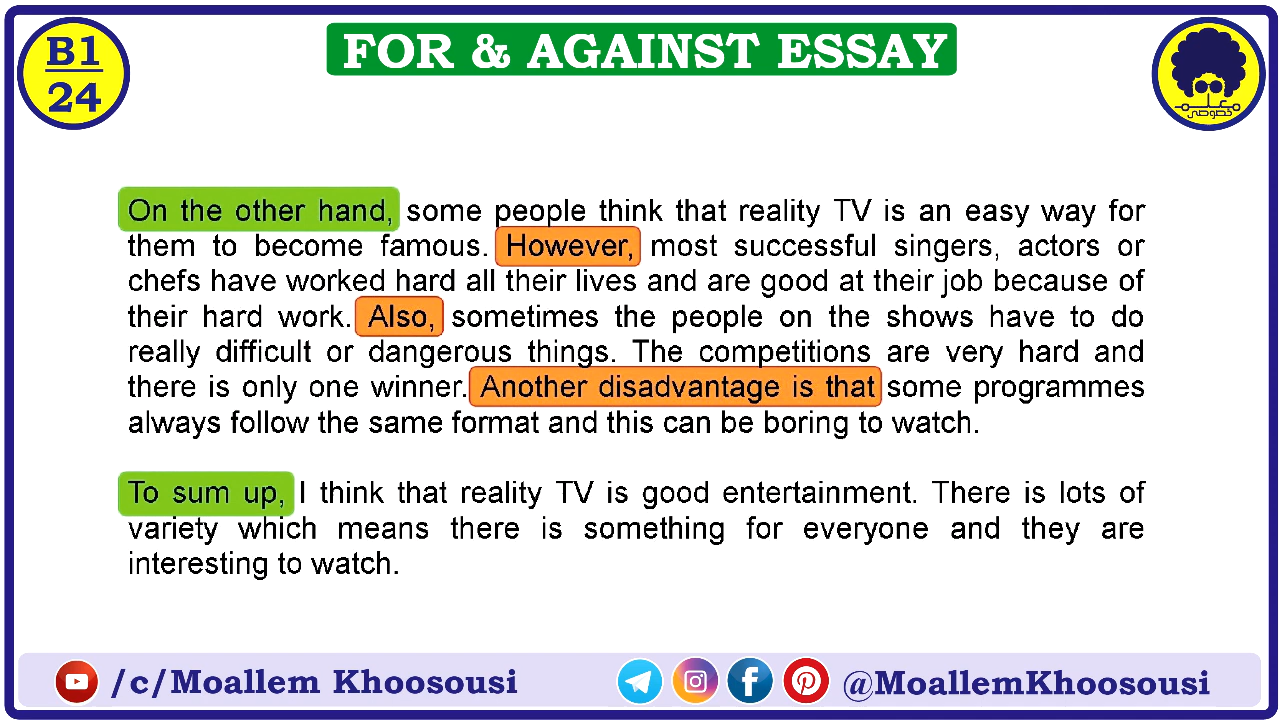 B1
24
FOR & AGAINST ESSAY
معلم
خصوصی
On the other hand, some people think that reality TV is an easy way for
them to become famous. However, most successful singers, actors or
chefs have worked hard all their lives and are good at their job because of
their hard work. Also, sometimes the people on the shows have to do
really difficult or dangerous things. The competitions are very hard and
there is only one winner. Another disadvantage is that some programmes
always follow the same format and this can be boring to watch.
To sum up, I think that reality TV is good entertainment. There is lots of
variety which means there is something for everyone and they are
interesting to watch.
/c/Moallem Khoosousi
@MoallemKhoosousi